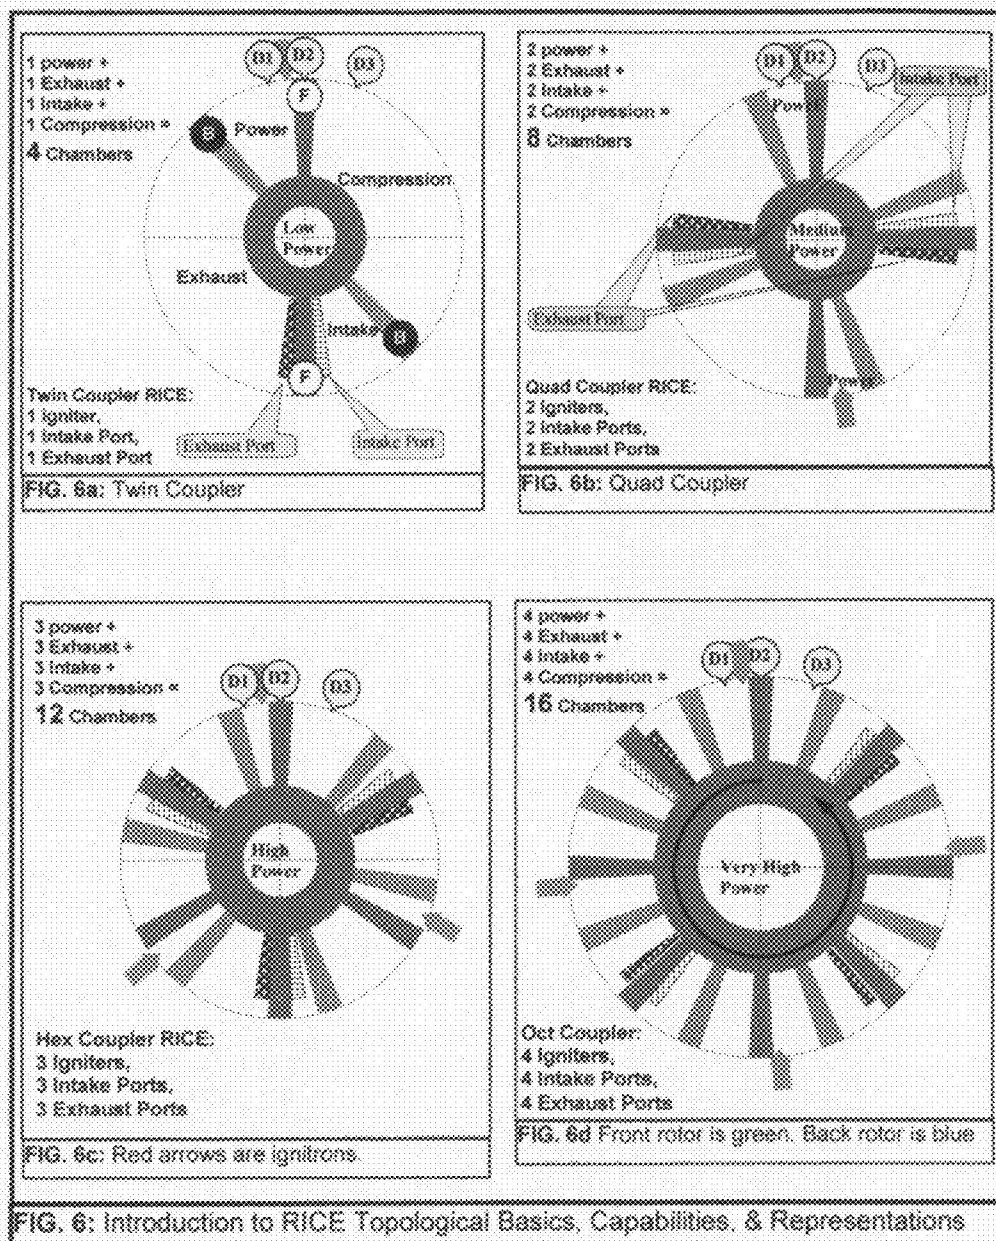 1 power +
1 Exhaust +
1 Intake +
1 Compression =
4 Chambers
D1 D2 D3
F
B
Power
Compression
Low
Power
Exhaust
Intake
B
F
Twin Coupler RICE:
1 Igniter,
1 Intake Port,
1 Exhaust Port
Exhaust Port
Intake Port
FIG. 6a: Twin Coupler
2 power +
2 Exhaust +
2 Intake +
2 Compression =
8 Chambers
D1 D2 D3
Intake Port
Power
Medium
Power
Exhaust Port
Power
Quad Coupler RICE:
2 Igniters,
2 Intake Ports,
2 Exhaust Ports
FIG. 6b: Quad Coupler
3 power +
3 Exhaust +
3 Intake +
3 Compression =
12 Chambers
D1 D2 D3
High
Power
Hex Coupler RICE:
3 Igniters,
3 Intake Ports,
3 Exhaust Ports
FIG. 6c: Red arrows are ignitrons.
4 power +
4 Exhaust +
4 Intake +
4 Compression =
16 Chambers
D1 D2 D3
Very High
Power
Oct Coupler:
4 Igniters,
4 Intake Ports,
4 Exhaust Ports
FIG. 6d Front rotor is green. Back rotor is blue
FIG. 6: Introduction to RICE Topological Basics, Capabilities, & Representations